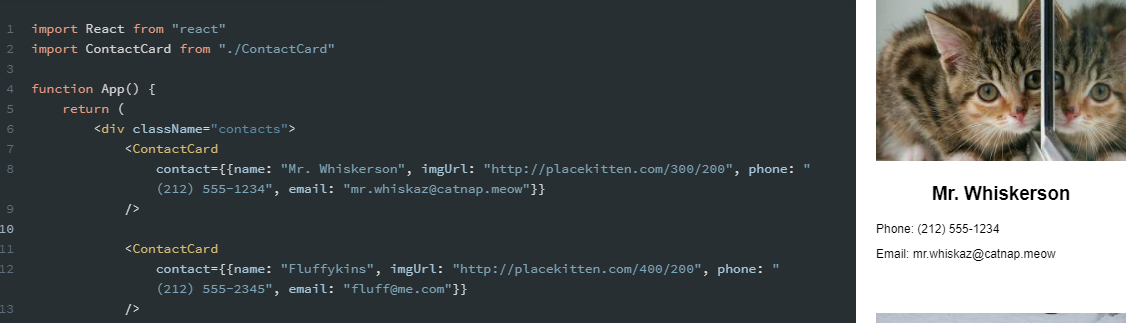 1 import React from "react"
2 import ContactCard from "./ContactCard"
3
4 function App() {
5     return (
6         <div className="contacts">
7             <ContactCard
8                 contact={{name: "Mr. Whiskerson", imgUrl: "http://placekitten.com/300/200", phone: "
                (212) 555-1234", email: "mr.whiskaz@catnap.meow"}}
9             />
10
11             <ContactCard
12                 contact={{name: "Fluffykins", imgUrl: "http://placekitten.com/400/200", phone: "
                (212) 555-2345", email: "fluff@me.com"}}
13             />
Mr. Whiskerson
Phone: (212) 555-1234
Email: mr.whiskaz@catnap.meow